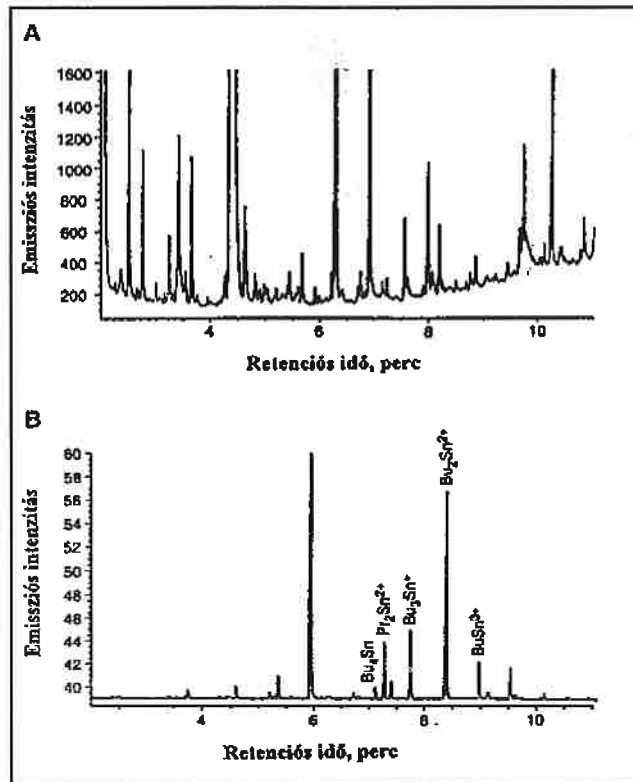 A
Emissziós intenzitás
1600
1400
1200
1000
800
600
400
200
4 6 8 10
Retenciós idő, perc
B
Emissziós intenzitás
60
58
56
54
52
50
48
46
44
42
40
Bu4Sn
Pr2Sn2+
Bu3Sn+
Bu2Sn2+
BuSn3+
4 6 8 10
Retenciós idő, perc